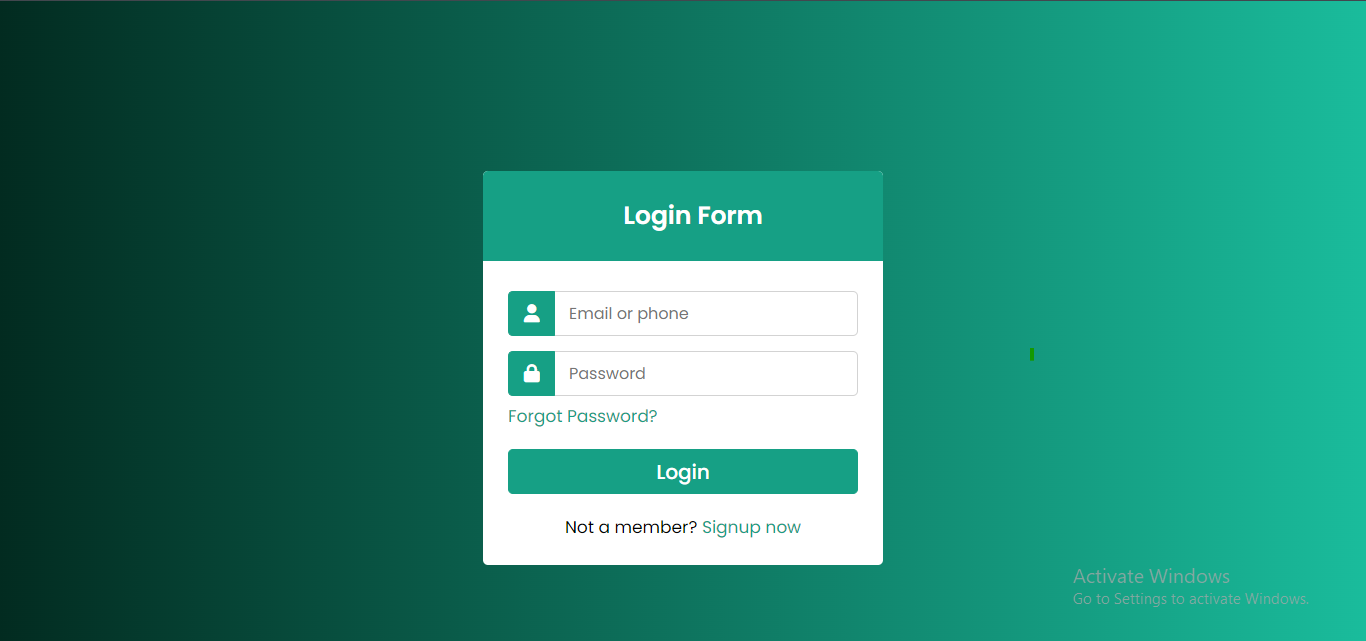 Login Form
Email or phone
Password
Forgot Password?
Login
Not a member? Signup now
Activate Windows
Go to Settings to activate Windows.